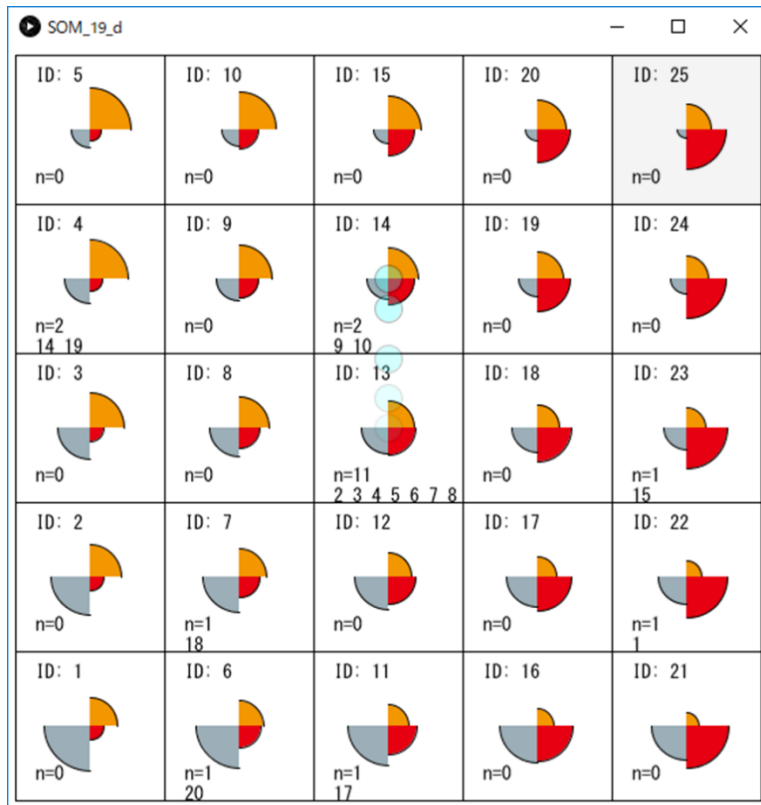 SOM_19_d
ID: 5
n=0
ID: 10
n=0
ID: 15
n=0
ID: 20
n=0
ID: 25
n=0
ID: 4
n=2
14 19
ID: 9
n=0
ID: 14
n=2
9 10
ID: 19
n=0
ID: 24
n=0
ID: 3
n=0
ID: 8
n=0
ID: 13
n=11
2 3 4 5 6 7 8
ID: 18
n=0
ID: 23
n=1
15
ID: 2
n=0
ID: 7
n=1
18
ID: 12
n=0
ID: 17
n=0
ID: 22
n=1
1
ID: 1
n=0
ID: 6
n=1
20
ID: 11
n=1
17
ID: 16
n=0
ID: 21
n=0